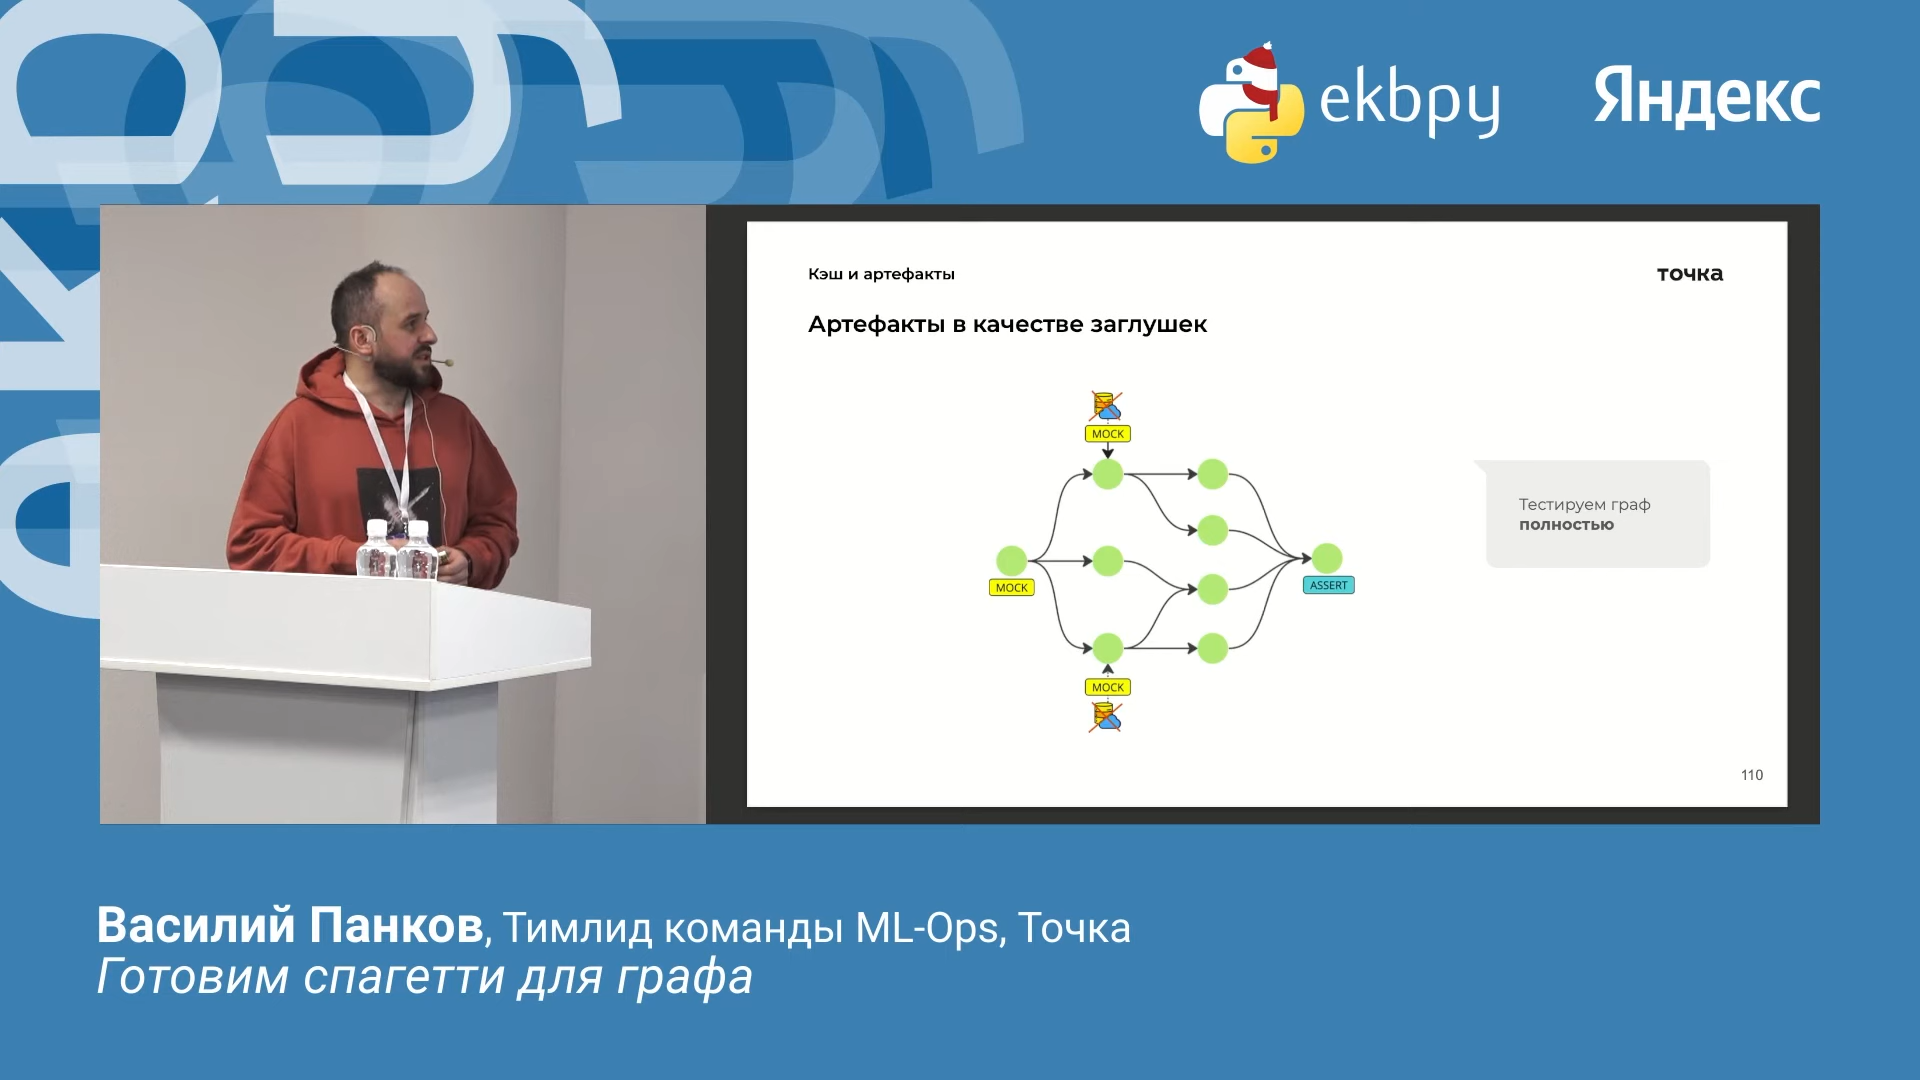 ekbpy
Яндекс
Кэш и артефакты
точка
Артефакты в качестве заглушек
MOCK
Тестируем граф
полностью
MOCK
ASSERT
MOCK
110
Василий Панков, Тимлид команды ML-Ops, Точка
Готовим спагетти для графа